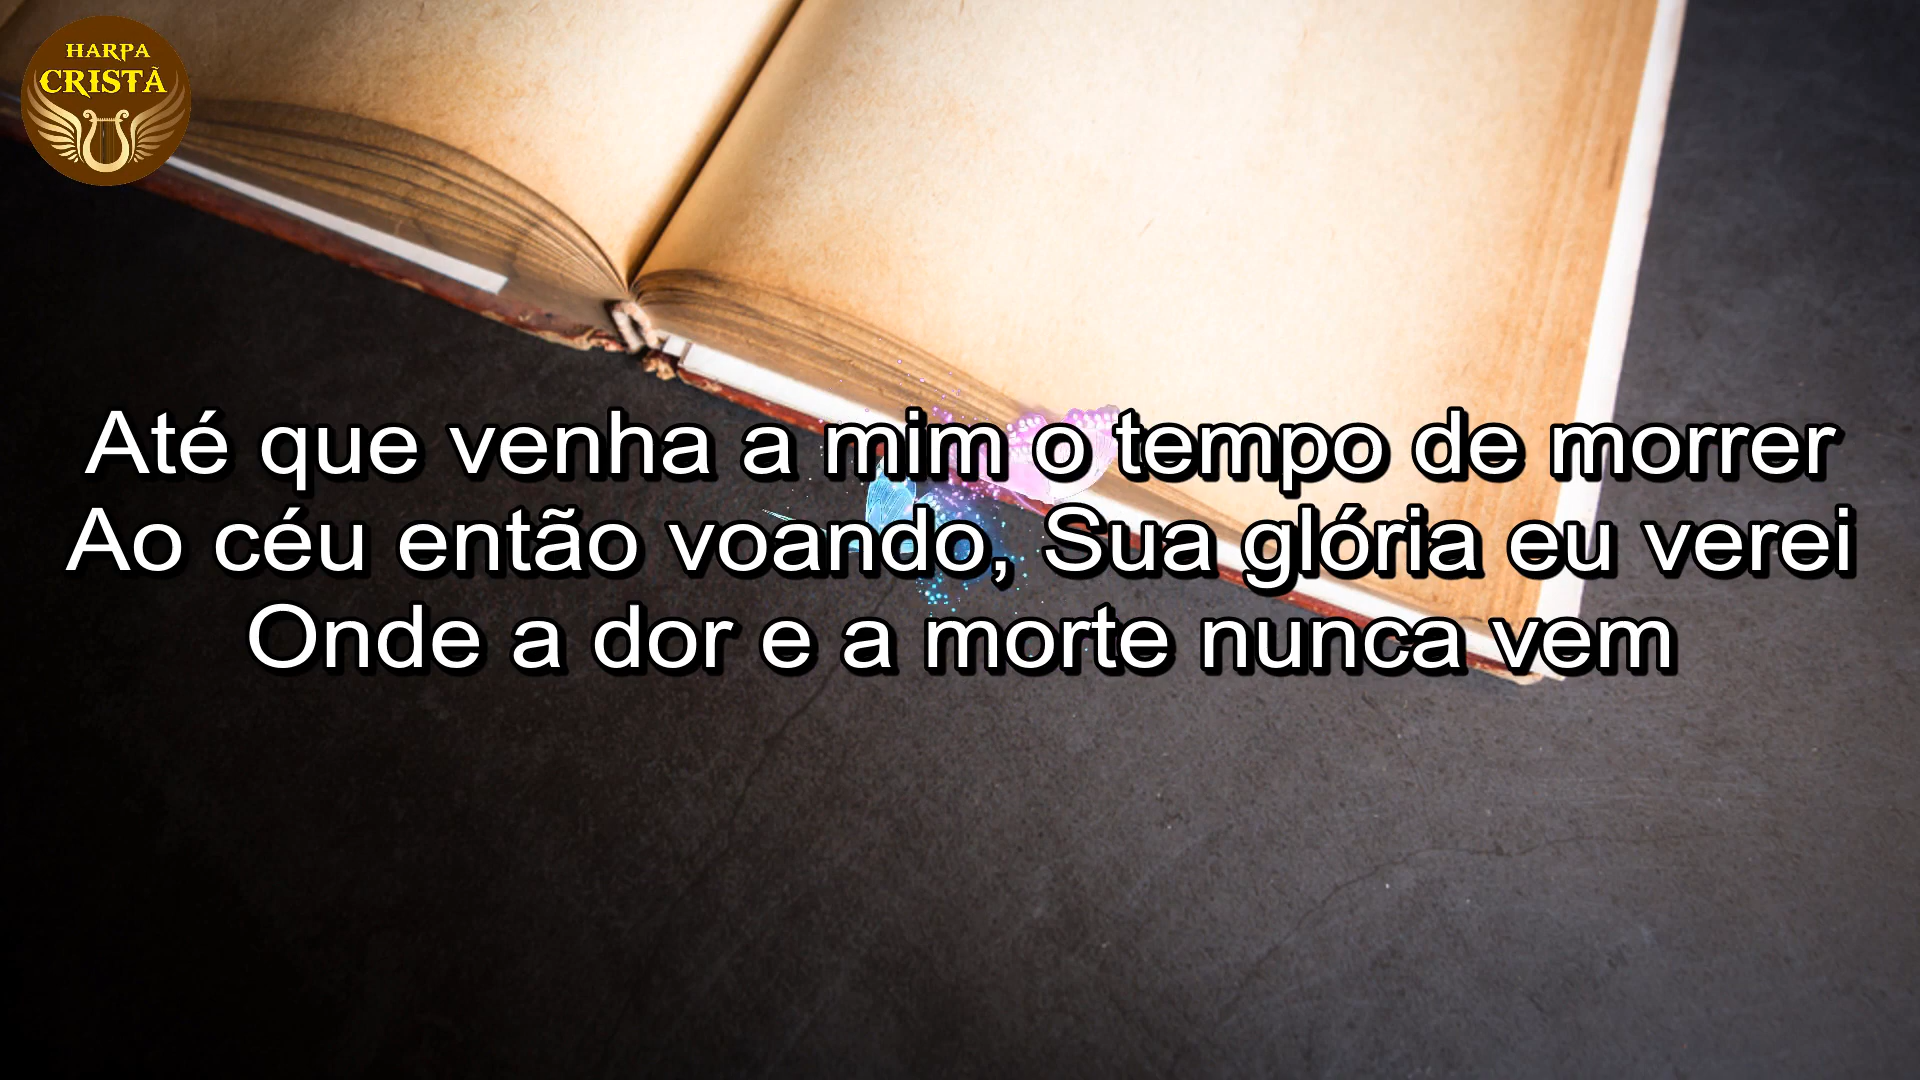 HARPA
CRISTÃ
Até que venha a mim o tempo de morrer
Ao céu então voando, Sua glória eu verei
Onde a dor e a morte nunca vem